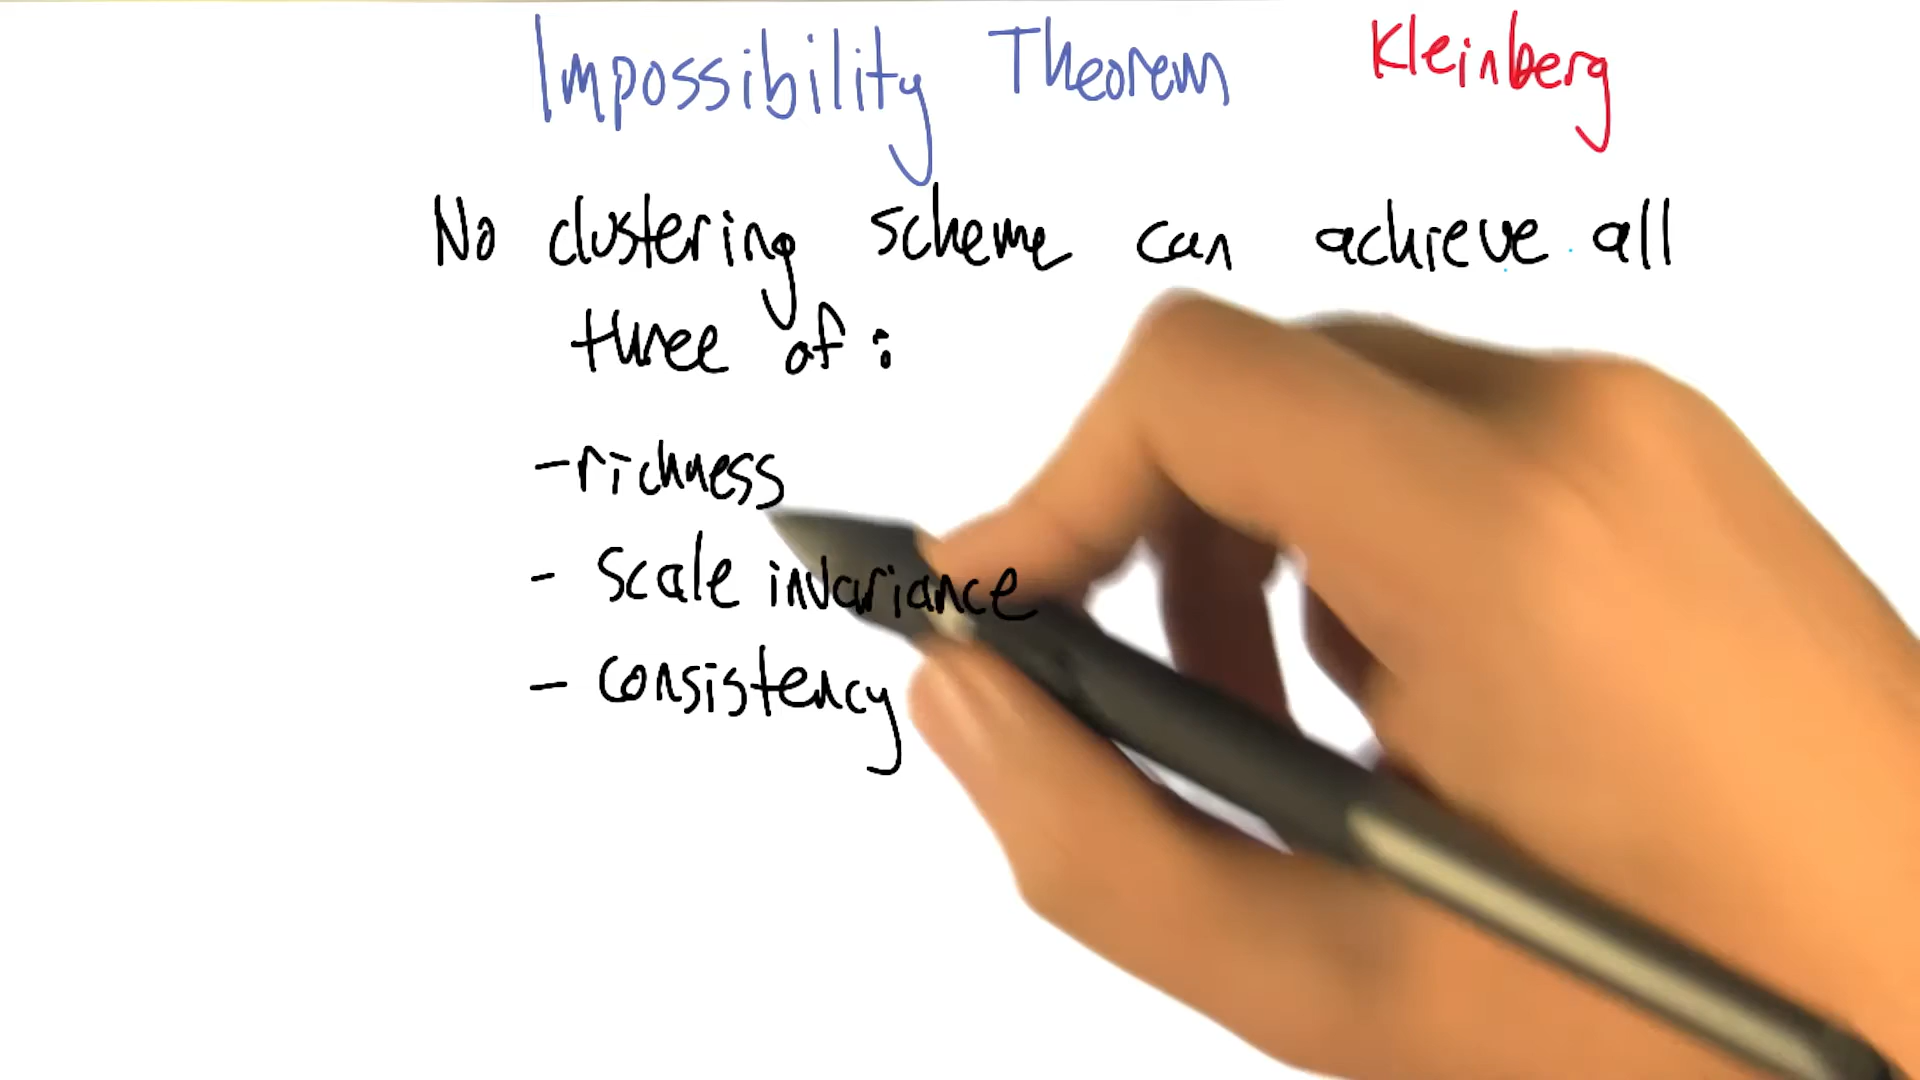 Impossibility Theorem Kleinberg
No clustering scheme can achieve all
three of:
-richness
- scale invariance
- consistency